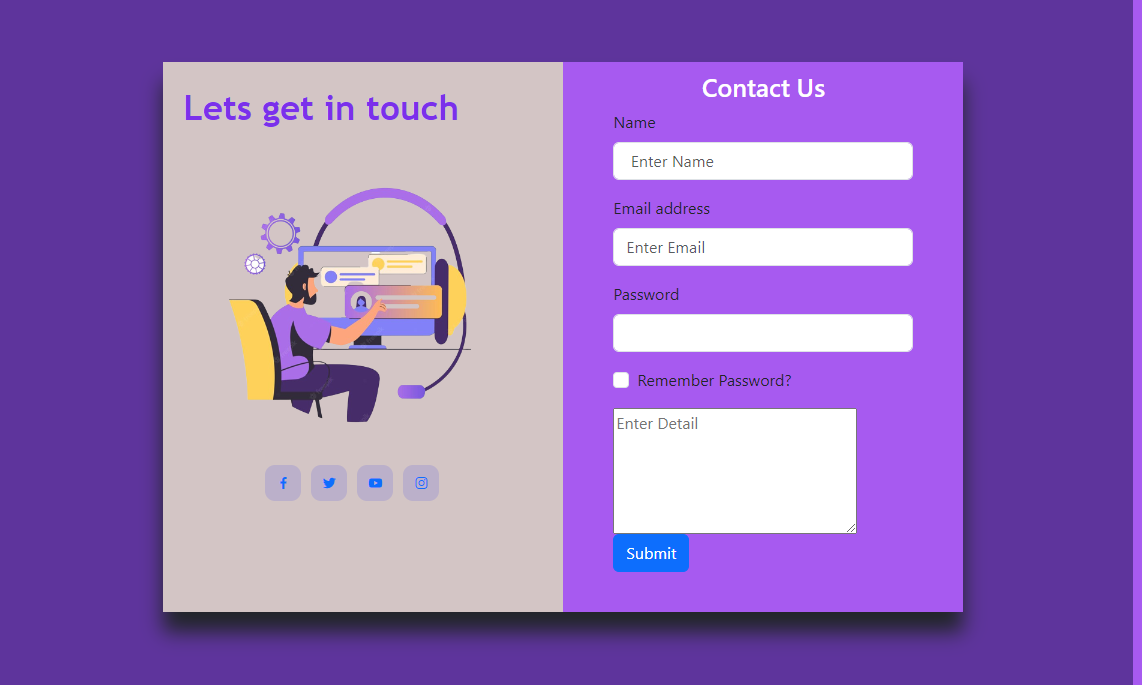 Lets get in touch
Contact Us
Name
Enter Name
Email address
Enter Email
Password
Remember Password?
Enter Detail
Submit